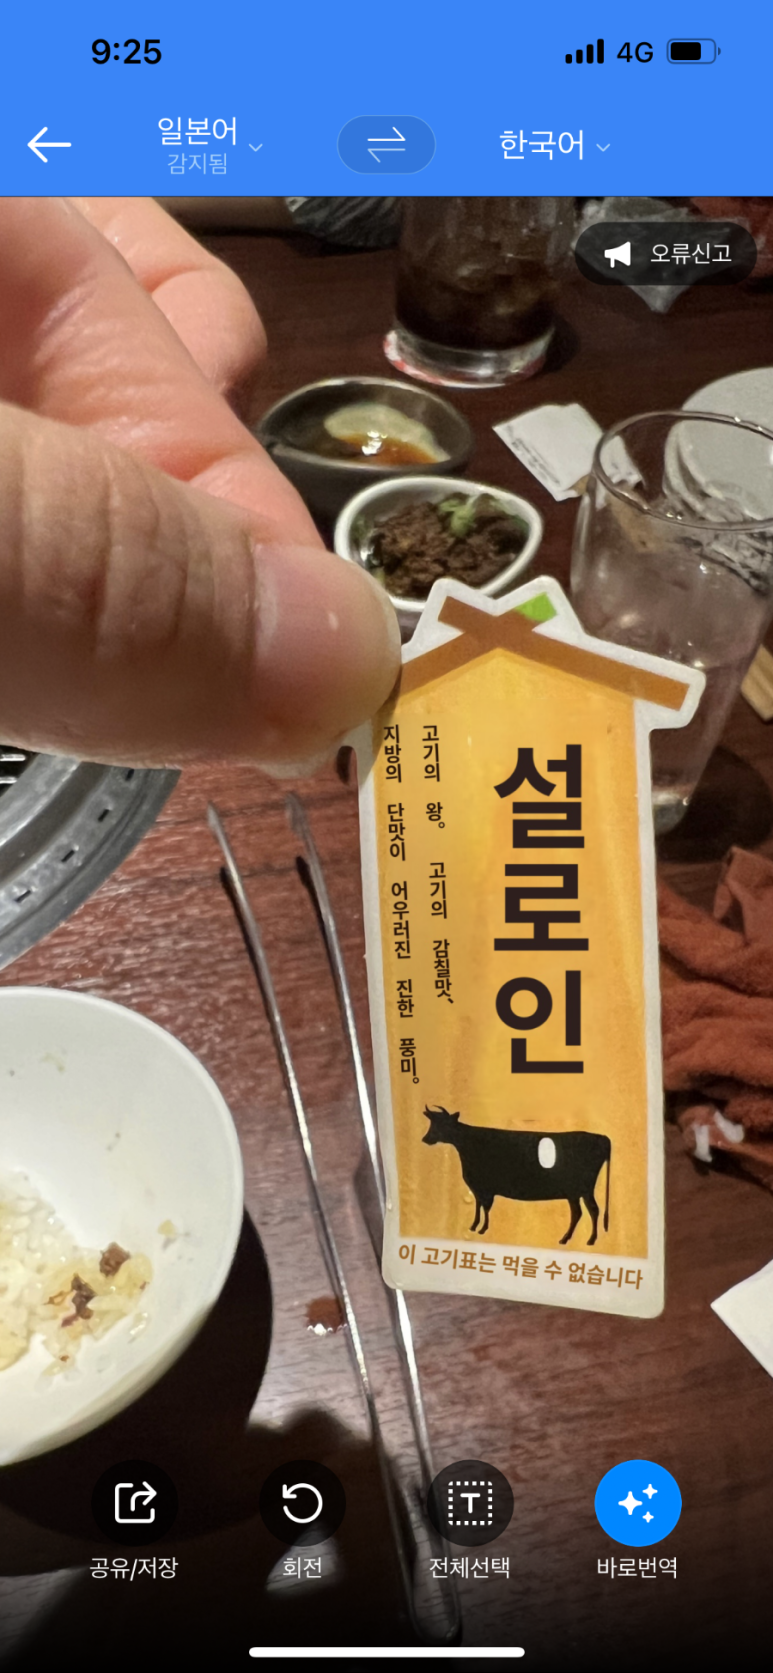 9:25
4G
일본어
감지됨
한국어
오류신고
설로인
고기의 왕。 고기의 감칠맛、
지방의 단맛이 어우러진 진한 풍미。
이 고기표는 먹을 수 없습니다
공유/저장
회전
T
전체선택
바로번역